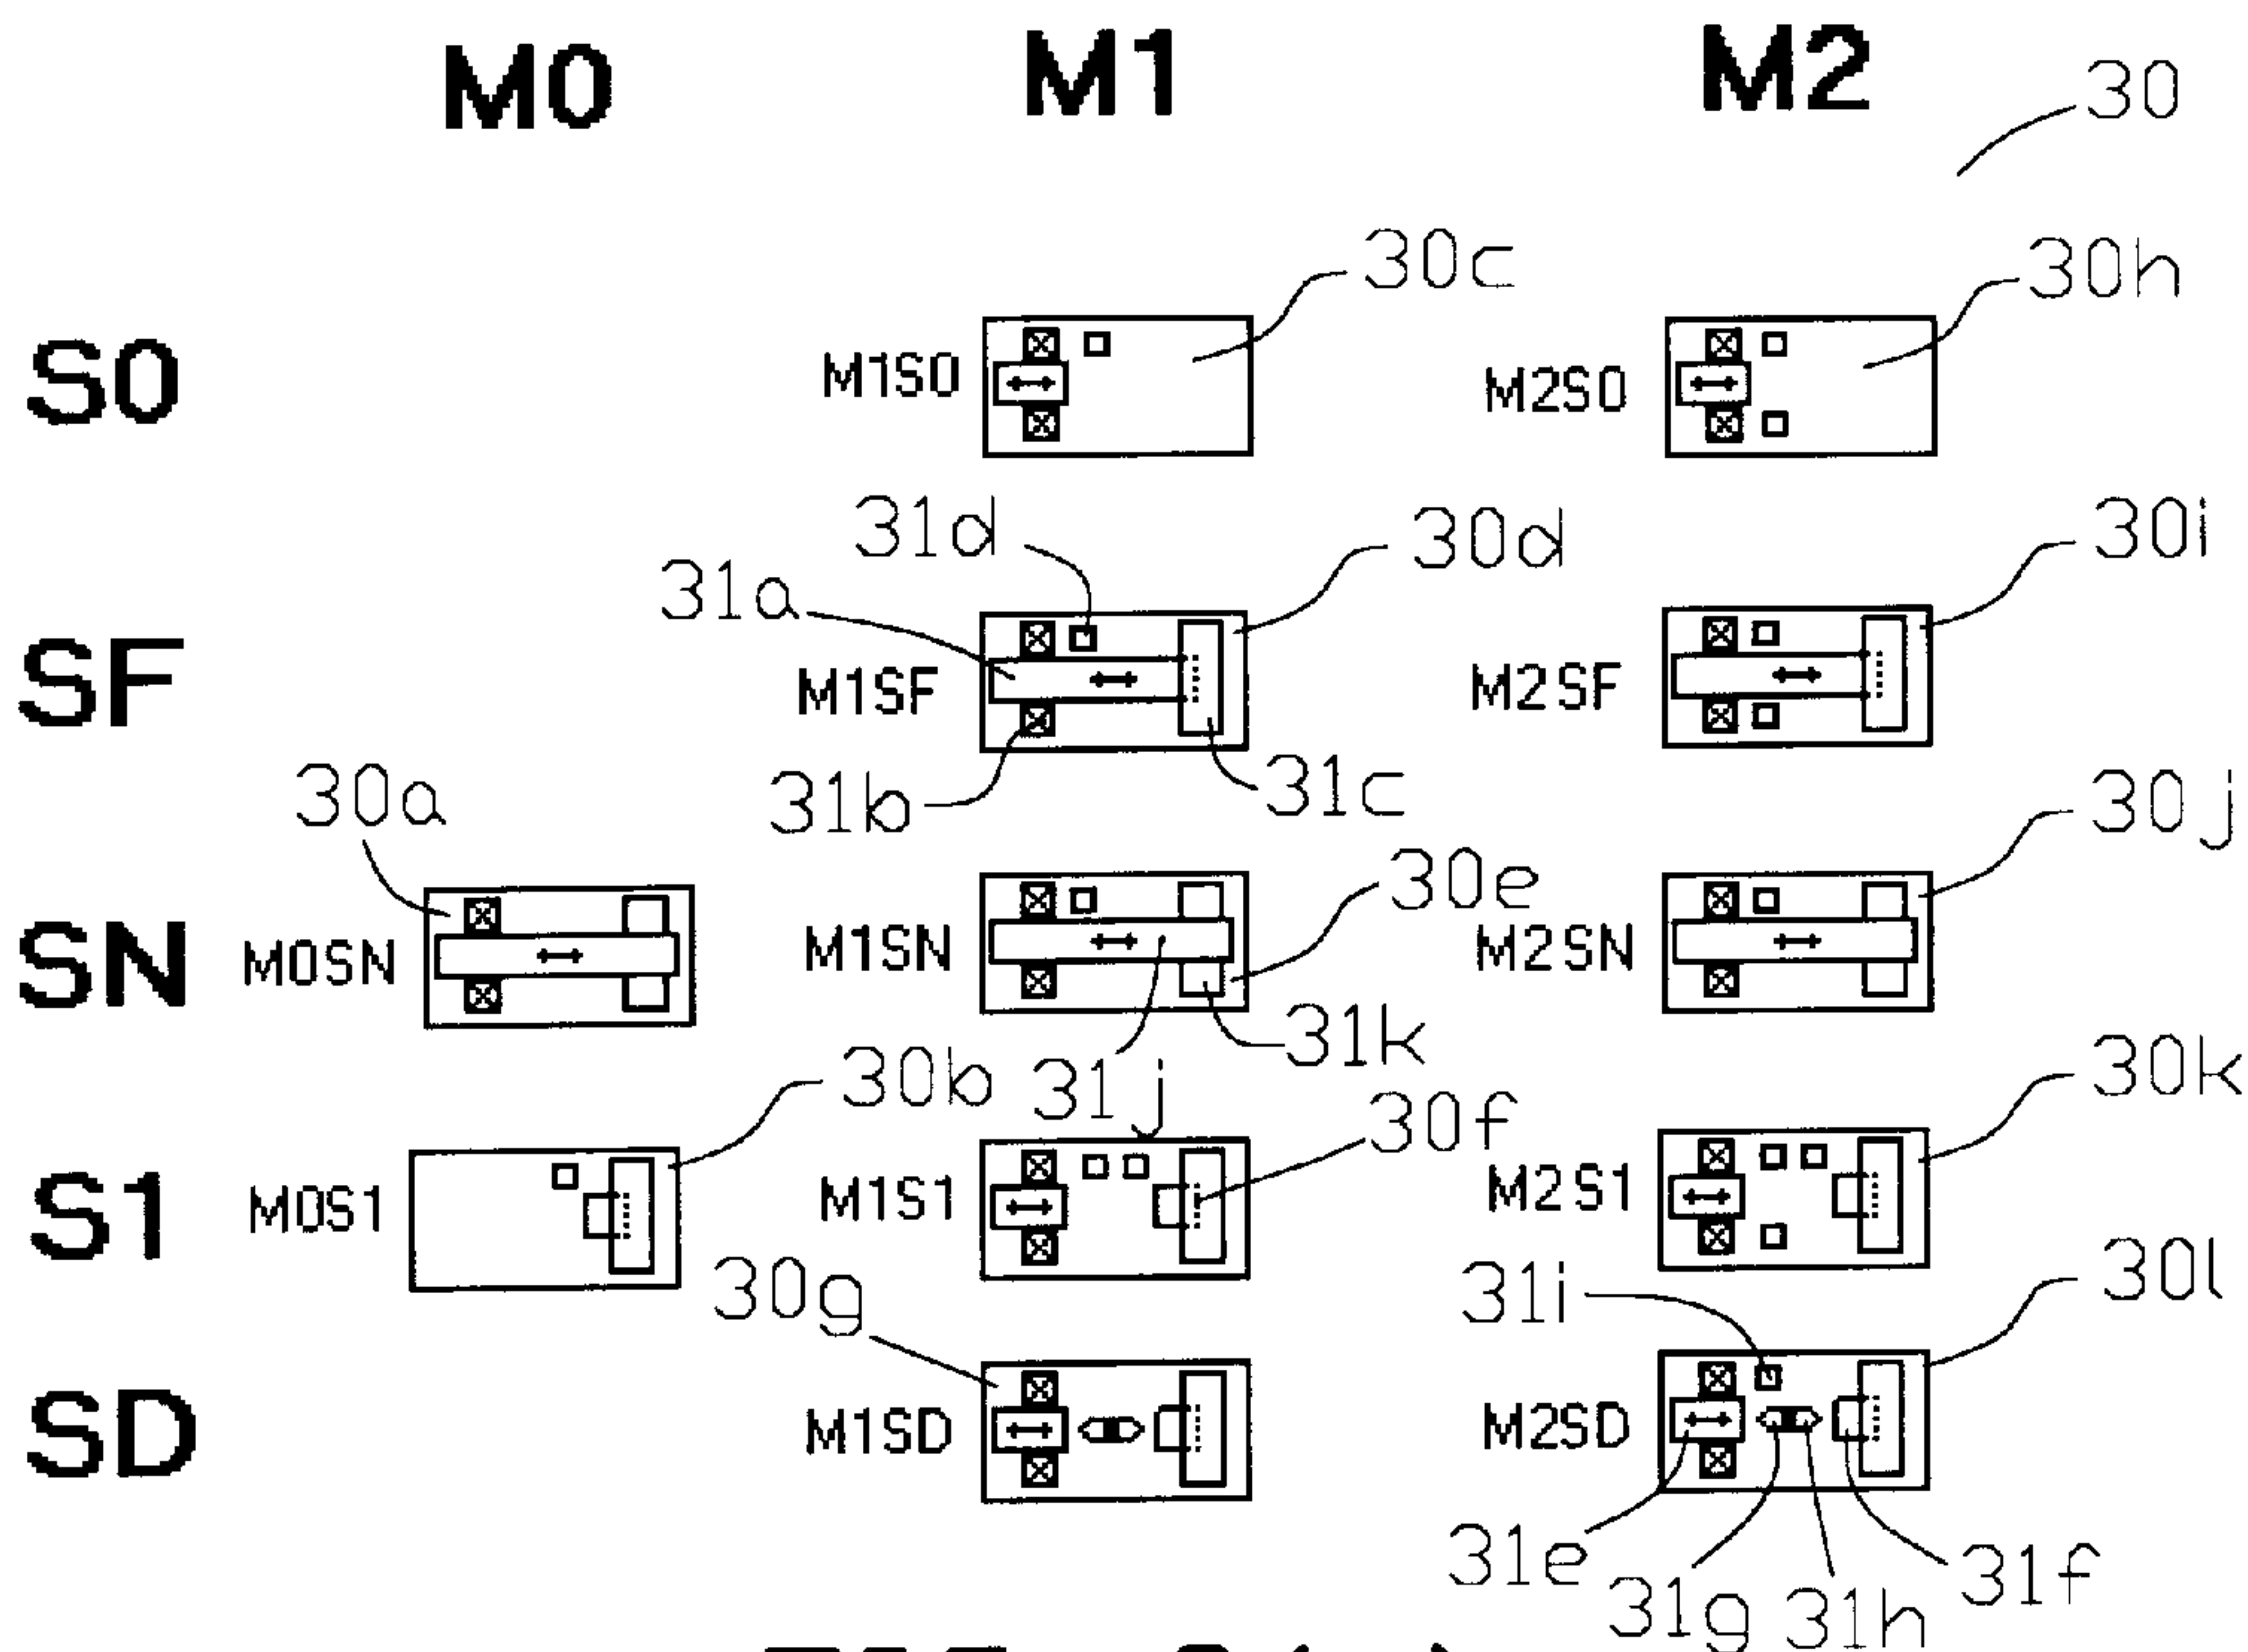 M0 M1 M2
30
30c 30h
S0 M1S0 M2S0
31d 30d 30i
31a
SF M1SF M2SF
30a 31b 31c 30j
30e
SN M0SN M1SN M2SN
31k
30b 31j 30f 30k
S1 M0S1 M1S1 M2S1
30g 31i 30l
SD M1SD M2SD
31e 31g 31h 31f